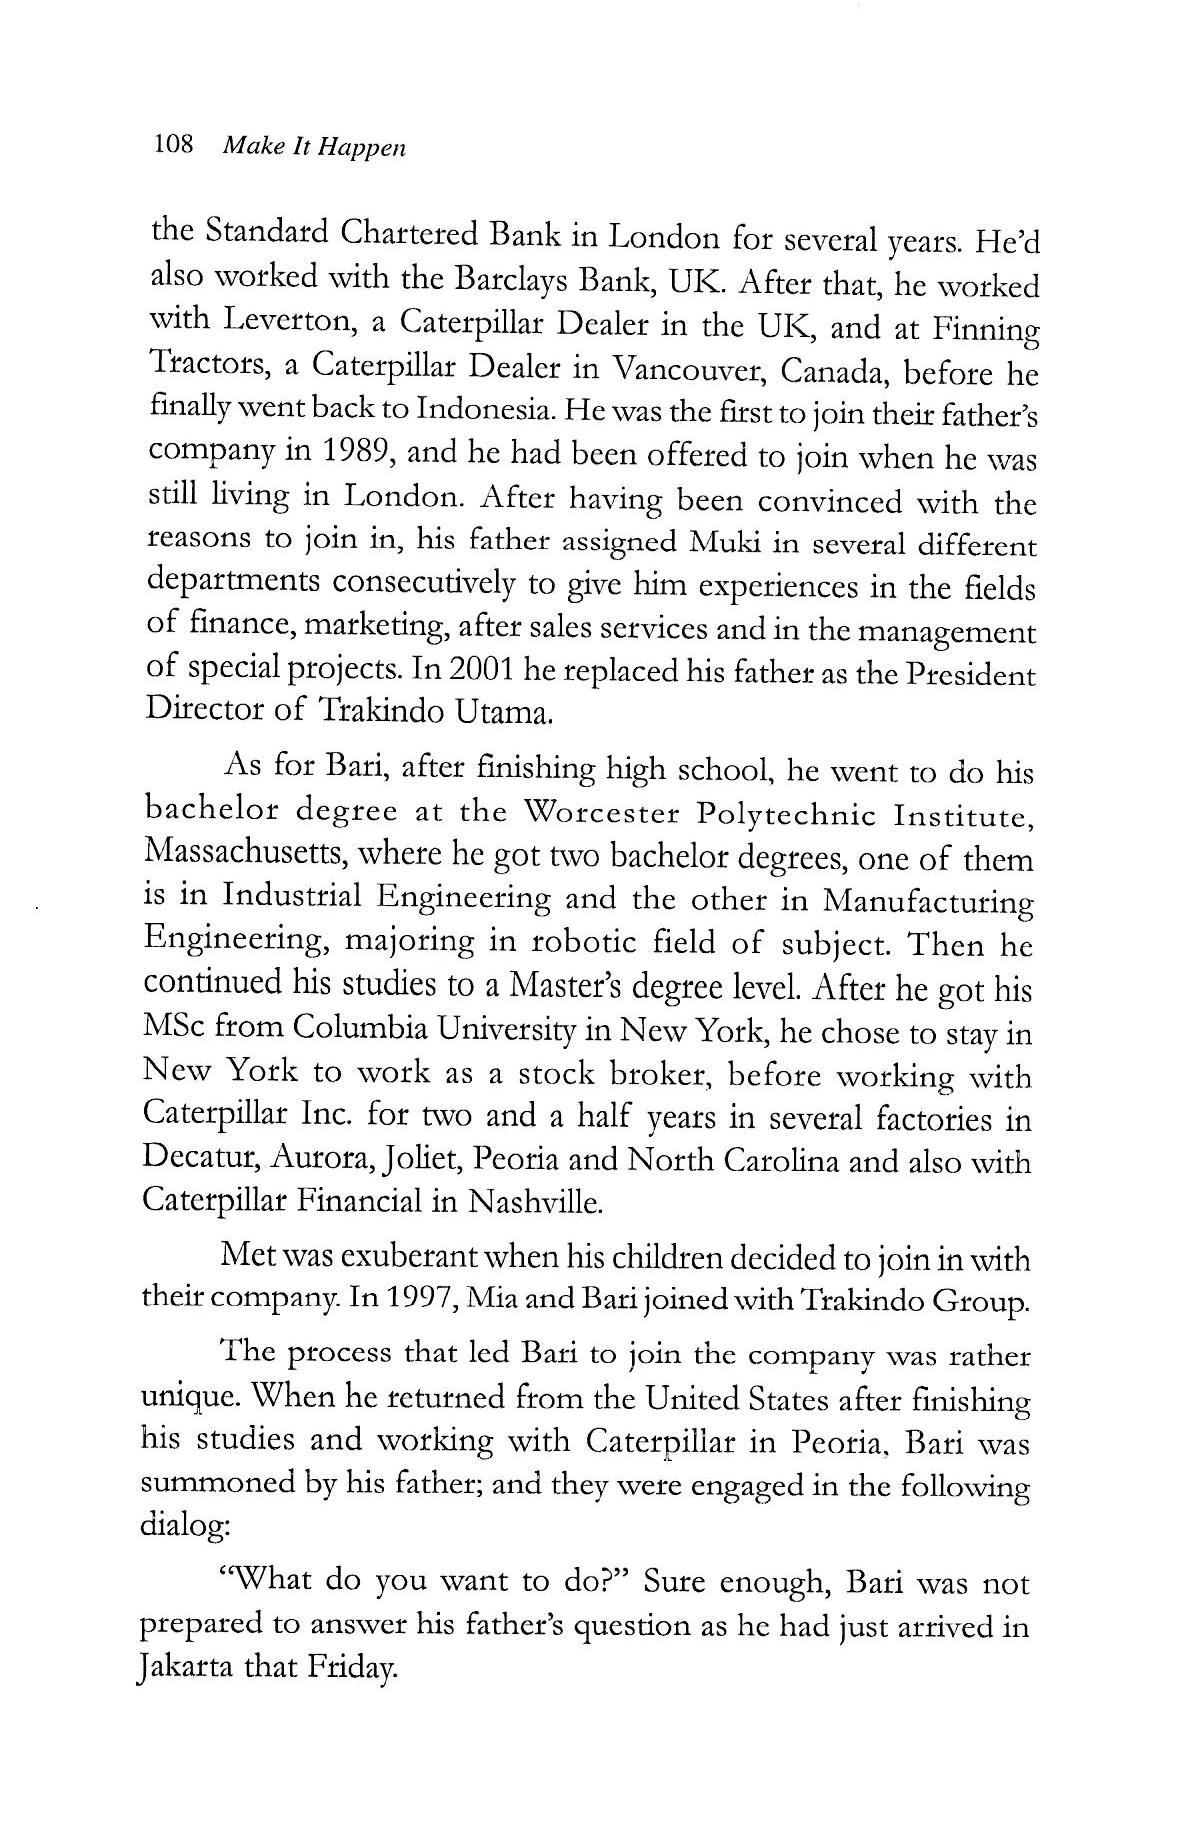 108 Make It Happen
the Standard Chartered Bank in London for several years. He’d
also worked with the Barclays Bank, UK. After that, he worked
with Leverton, a Caterpillar Dealer in the UK, and at Finning
Tractors, a Caterpillar Dealer in Vancouver, Canada, before he
finally went back to Indonesia. He was the first to join their father’s
company in 1989, and he had been offered to join when he was
still living in London. After having been convinced with the
reasons to join in, his father assigned Muki in several different
departments consecutively to give him experiences in the fields
of finance, marketing, after sales services and in the management
of special projects. In 2001 he replaced his father as the President
Director of Trakindo Utama.
As for Bari, after finishing high school, he went to do his
bachelor degree at the Worcester Polytechnic Institute,
Massachusetts, where he got two bachelor degrees, one of them
is in Industrial Engineering and the other in Manufacturing
Engineering, majoring in robotic field of subject. Then he
continued his studies to a Master’s degree level. After he got his
MSc from Columbia University in New York, he chose to stay in
New York to work as a stock broker, before working with
Caterpillar Inc. for two and a half years in several factories in
Decatur, Aurora, Joliet, Peoria and North Carolina and also with
Caterpillar Financial in Nashville.
Met was exuberant when his children decided to join in with
their company. In 1997, Mia and Bari joined with Trakindo Group.
The process that led Bari to join the company was rather
unique. When he returned from the United States after finishing
his studies and working with Caterpillar in Peoria, Bari was
summoned by his father; and they were engaged in the following
dialog:
“What do you want to do?” Sure enough, Bari was not
prepared to answer his father’s question as he had just arrived in
Jakarta that Friday.